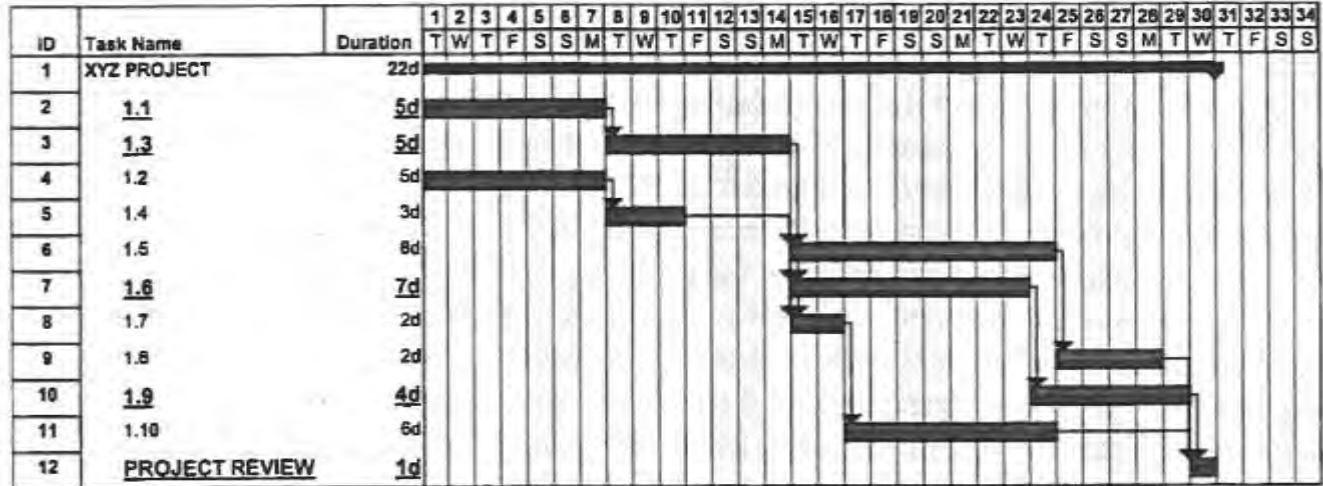 1 2 3 4 5 6 7 8 9 10 11 12 13 14 15 16 17 18 19 20 21 22 23 24 25 26 27 28 29 30 31 32 33 34
ID Task Name Duration T W T F S S M T W T F S S M T W T F S S M T W T F S S M T W T F S S
1 XYZ PROJECT 22d
2 1.1 5d
3 1.3 5d
4 1.2 5d
5 1.4 3d
6 1.5 8d
7 1.6 7d
8 1.7 2d
9 1.8 2d
10 1.9 4d
11 1.10 6d
12 PROJECT REVIEW 1d